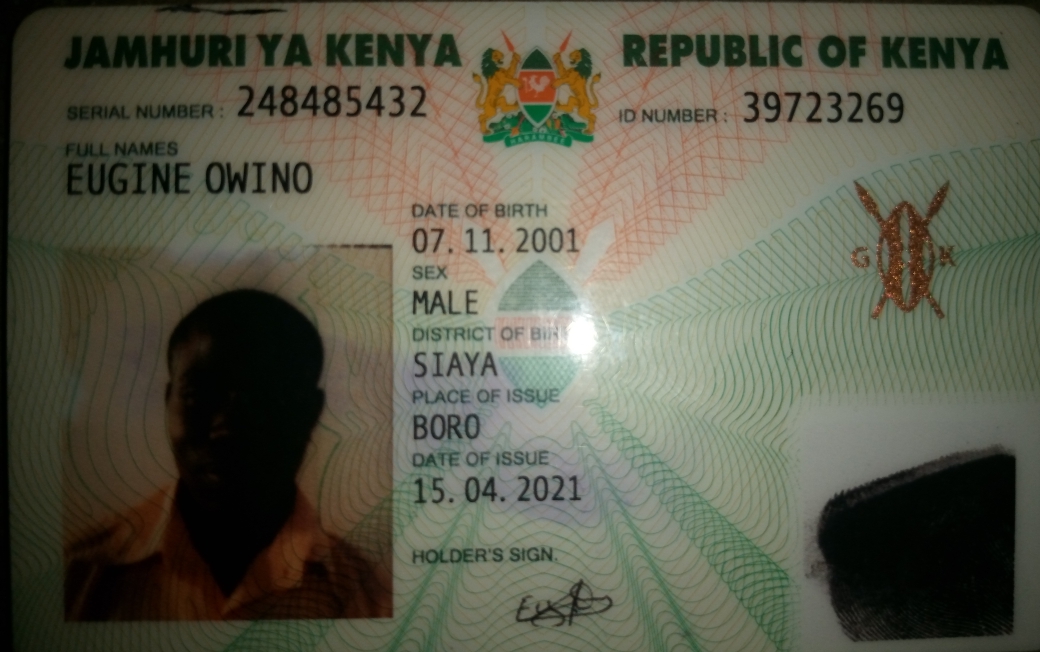 JAMHURI YA KENYA
REPUBLIC OF KENYA
SERIAL NUMBER : 248485432
ID NUMBER : 39723269
FULL NAMES
EUGINE OWINO
DATE OF BIRTH
07. 11. 2001
SEX
MALE
DISTRICT OF
SIAYA
PLACE OF ISSUE
BORO
DATE OF ISSUE
15. 04. 2021
HOLDER'S SIGN.
G K
HARAMBEE